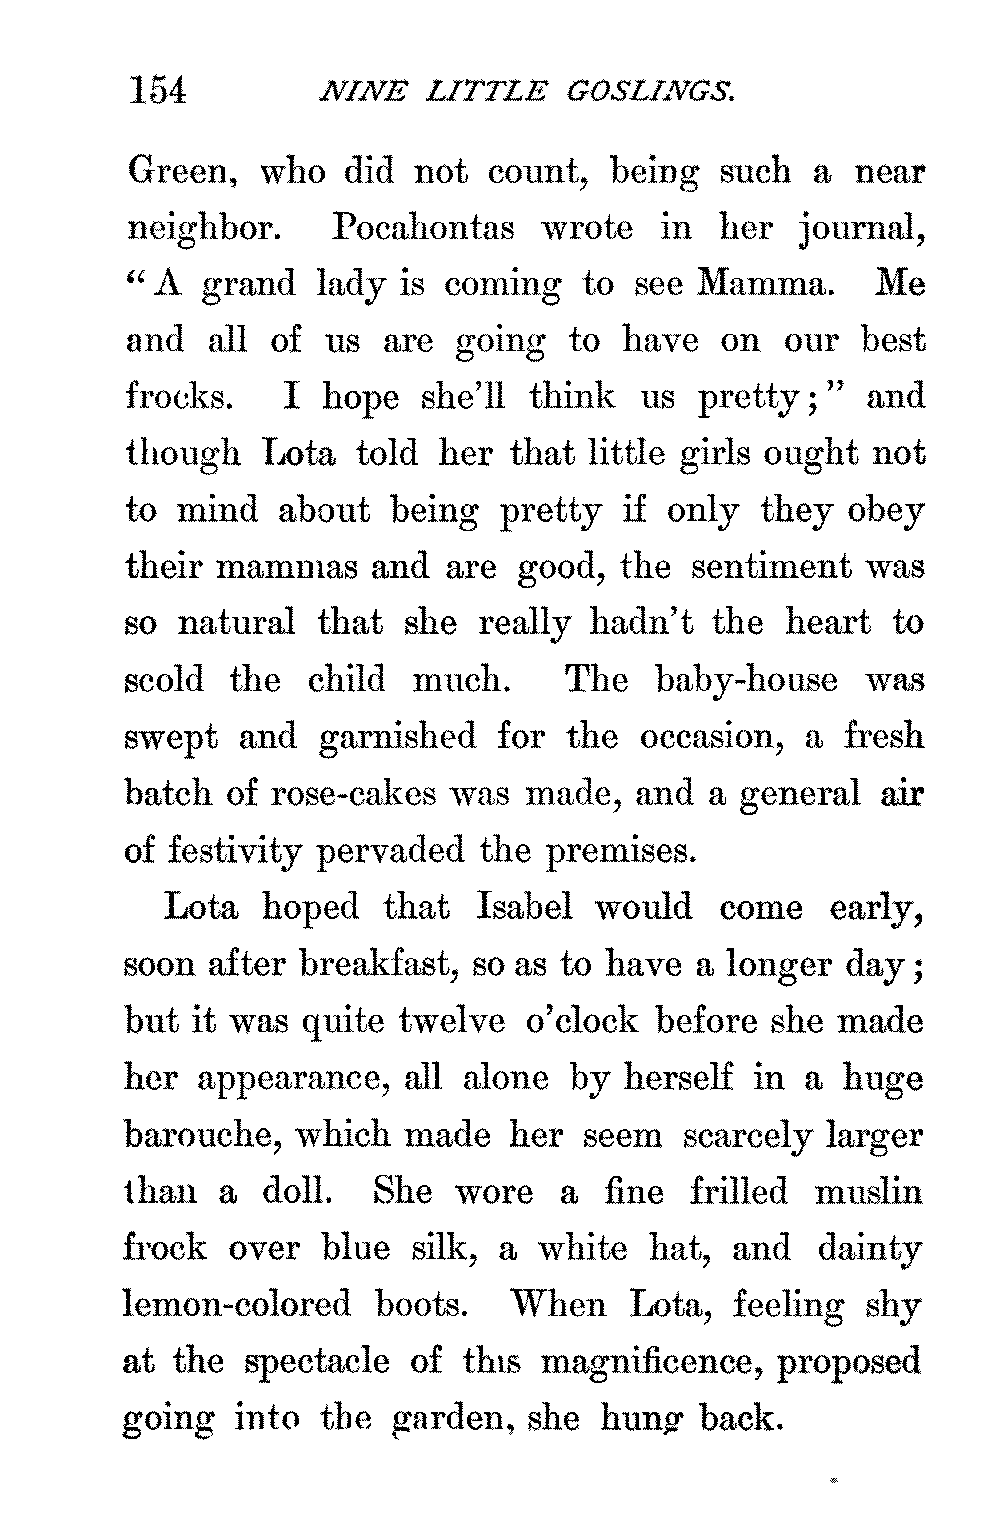 154 NINE LITTLE GOSLINGS.
Green, who did not count, being such a near
neighbor. Pocahontas wrote in her journal,
“A grand lady is coming to see Mamma. Me
and all of us are going to have on our best
frocks. I hope she’ll think us pretty;” and
though Lota told her that little girls ought not
to mind about being pretty if only they obey
their mammas and are good, the sentiment was
so natural that she really hadn’t the heart to
scold the child much. The baby-house was
swept and garnished for the occasion, a fresh
batch of rose-cakes was made, and a general air
of festivity pervaded the premises.
Lota hoped that Isabel would come early,
soon after breakfast, so as to have a longer day;
but it was quite twelve o’clock before she made
her appearance, all alone by herself in a huge
barouche, which made her seem scarcely larger
than a doll. She wore a fine frilled muslin
frock over blue silk, a white hat, and dainty
lemon-colored boots. When Lota, feeling shy
at the spectacle of this magnificence, proposed
going into the garden, she hung back.